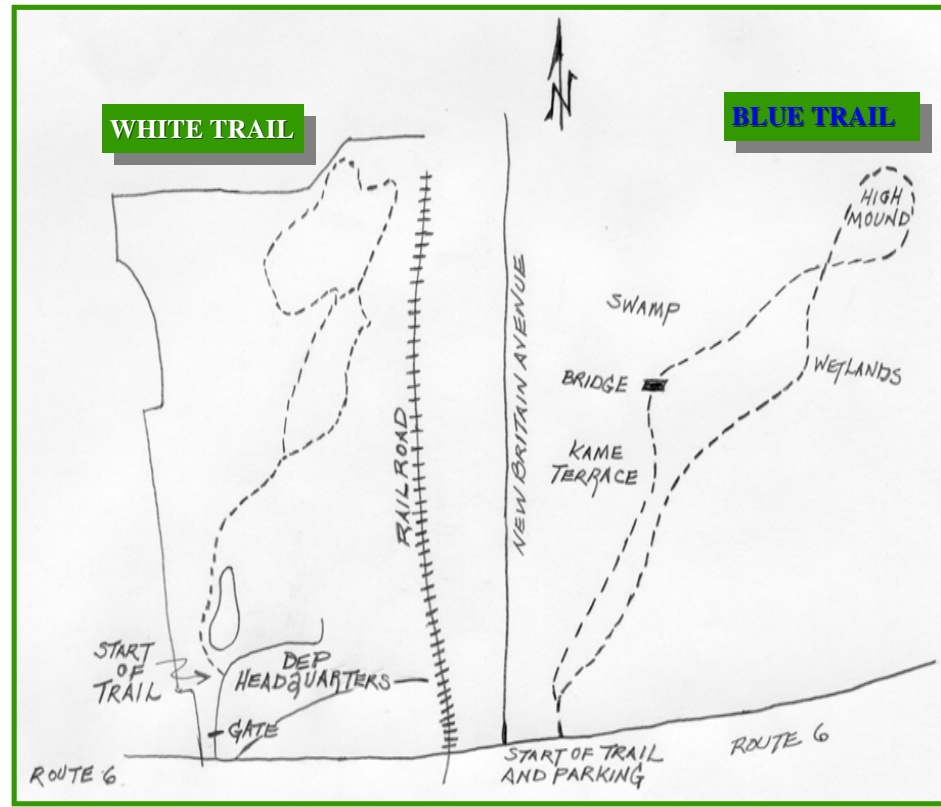 N
WHITE TRAIL
BLUE TRAIL
HIGH
MOUND
SWAMP
BRIDGE
WETLANDS
KAME
TERRACE
RAILROAD
NEW BRITAIN AVENUE
START
OF
TRAIL
DEP
HEADQUARTERS
GATE
ROUTE 6
START OF TRAIL
AND PARKING
ROUTE 6